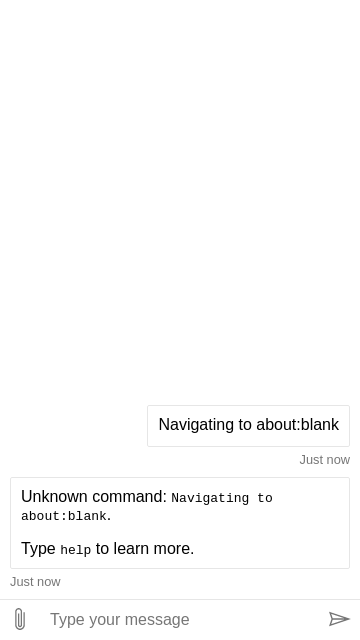 Navigating to about:blank
Just now
Unknown command: Navigating to
about:blank.
Type help to learn more.
Just now
Type your message